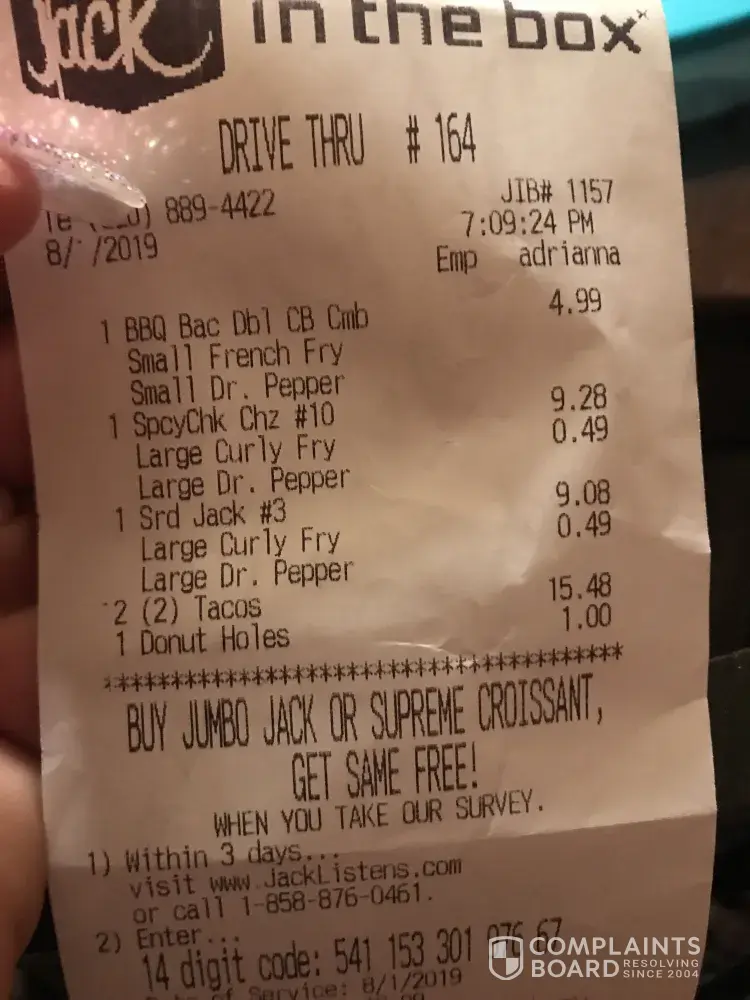 Jack in the box
DRIVE THRU # 164
889-4422 JIB# 1157
7:09:24 PM
/2019
Emp adrianna
1 BBQ Bac Dbl CB Cmb 4.99
Small French Fry
Small Dr. Pepper
1 SpcyChk Chz #10 9.28
Large Curly Fry 0.49
Large Dr. Pepper
1 Srd Jack #3 9.08
Large Curly Fry 0.49
Large Dr. Pepper
2 (2) Tacos 15.48
1 Donut Holes 1.00
***************************************
BUY JUMBO JACK OR SUPREME CROISSANT,
GET SAME FREE!
WHEN YOU TAKE OUR SURVEY.
1) Within 3 days...
visit www.JackListens.com
or call 1-858-876-0461.
2) Enter...
14 digit code: 541 153 301
of Service: 8/1/2019
COMPLAINTS
BOARD RESOLVING
SINCE 2004